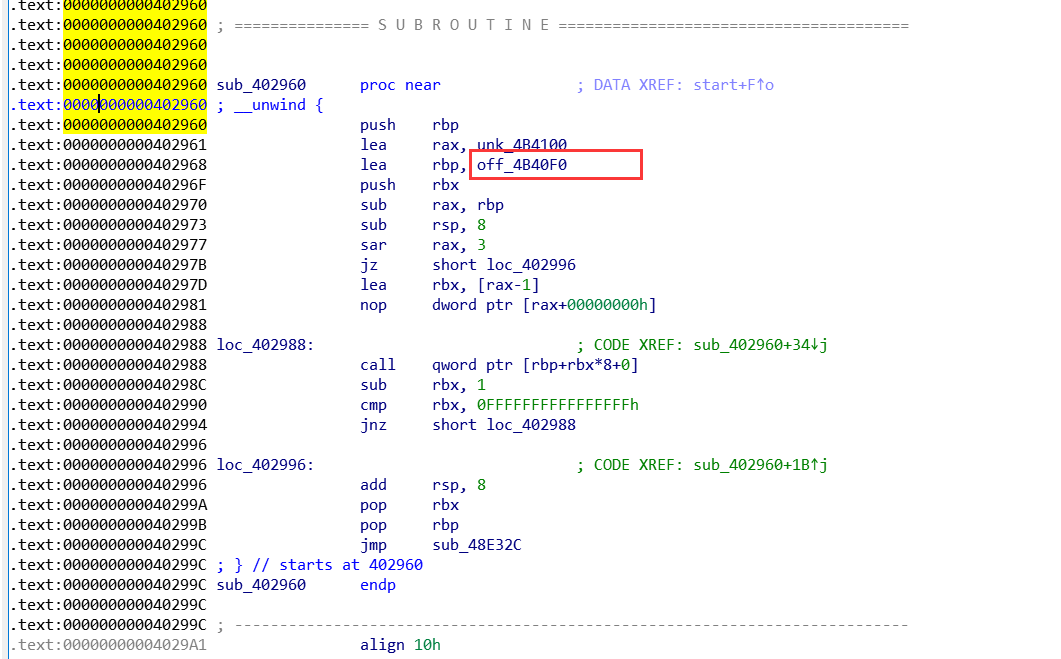 .text:0000000000402960
.text:0000000000402960 ; =============== S U B R O U T I N E =======================================
.text:0000000000402960
.text:0000000000402960
.text:0000000000402960 sub_402960 proc near ; DATA XREF: start+F↑o
.text:0000000000402960 ; __unwind {
.text:0000000000402960 push rbp
.text:0000000000402961 lea rax, unk_4B4100
.text:0000000000402968 lea rbp, off_4B40F0
.text:000000000040296F push rbx
.text:0000000000402970 sub rax, rbp
.text:0000000000402973 sub rsp, 8
.text:0000000000402977 sar rax, 3
.text:000000000040297B jz short loc_402996
.text:000000000040297D lea rbx, [rax-1]
.text:0000000000402981 nop dword ptr [rax+00000000h]
.text:0000000000402988
.text:0000000000402988 loc_402988: ; CODE XREF: sub_402960+34↓j
.text:0000000000402988 call qword ptr [rbp+rbx*8+0]
.text:000000000040298C sub rbx, 1
.text:0000000000402990 cmp rbx, 0FFFFFFFFFFFFFFFFh
.text:0000000000402994 jnz short loc_402988
.text:0000000000402996
.text:0000000000402996 loc_402996: ; CODE XREF: sub_402960+1B↑j
.text:0000000000402996 add rsp, 8
.text:000000000040299A pop rbx
.text:000000000040299B pop rbp
.text:000000000040299C jmp sub_48E32C
.text:000000000040299C ; } // starts at 402960
.text:000000000040299C sub_402960 endp
.text:000000000040299C
.text:000000000040299C ; ---------------------------------------------------------------------------
.text:00000000004029A1 align 10h